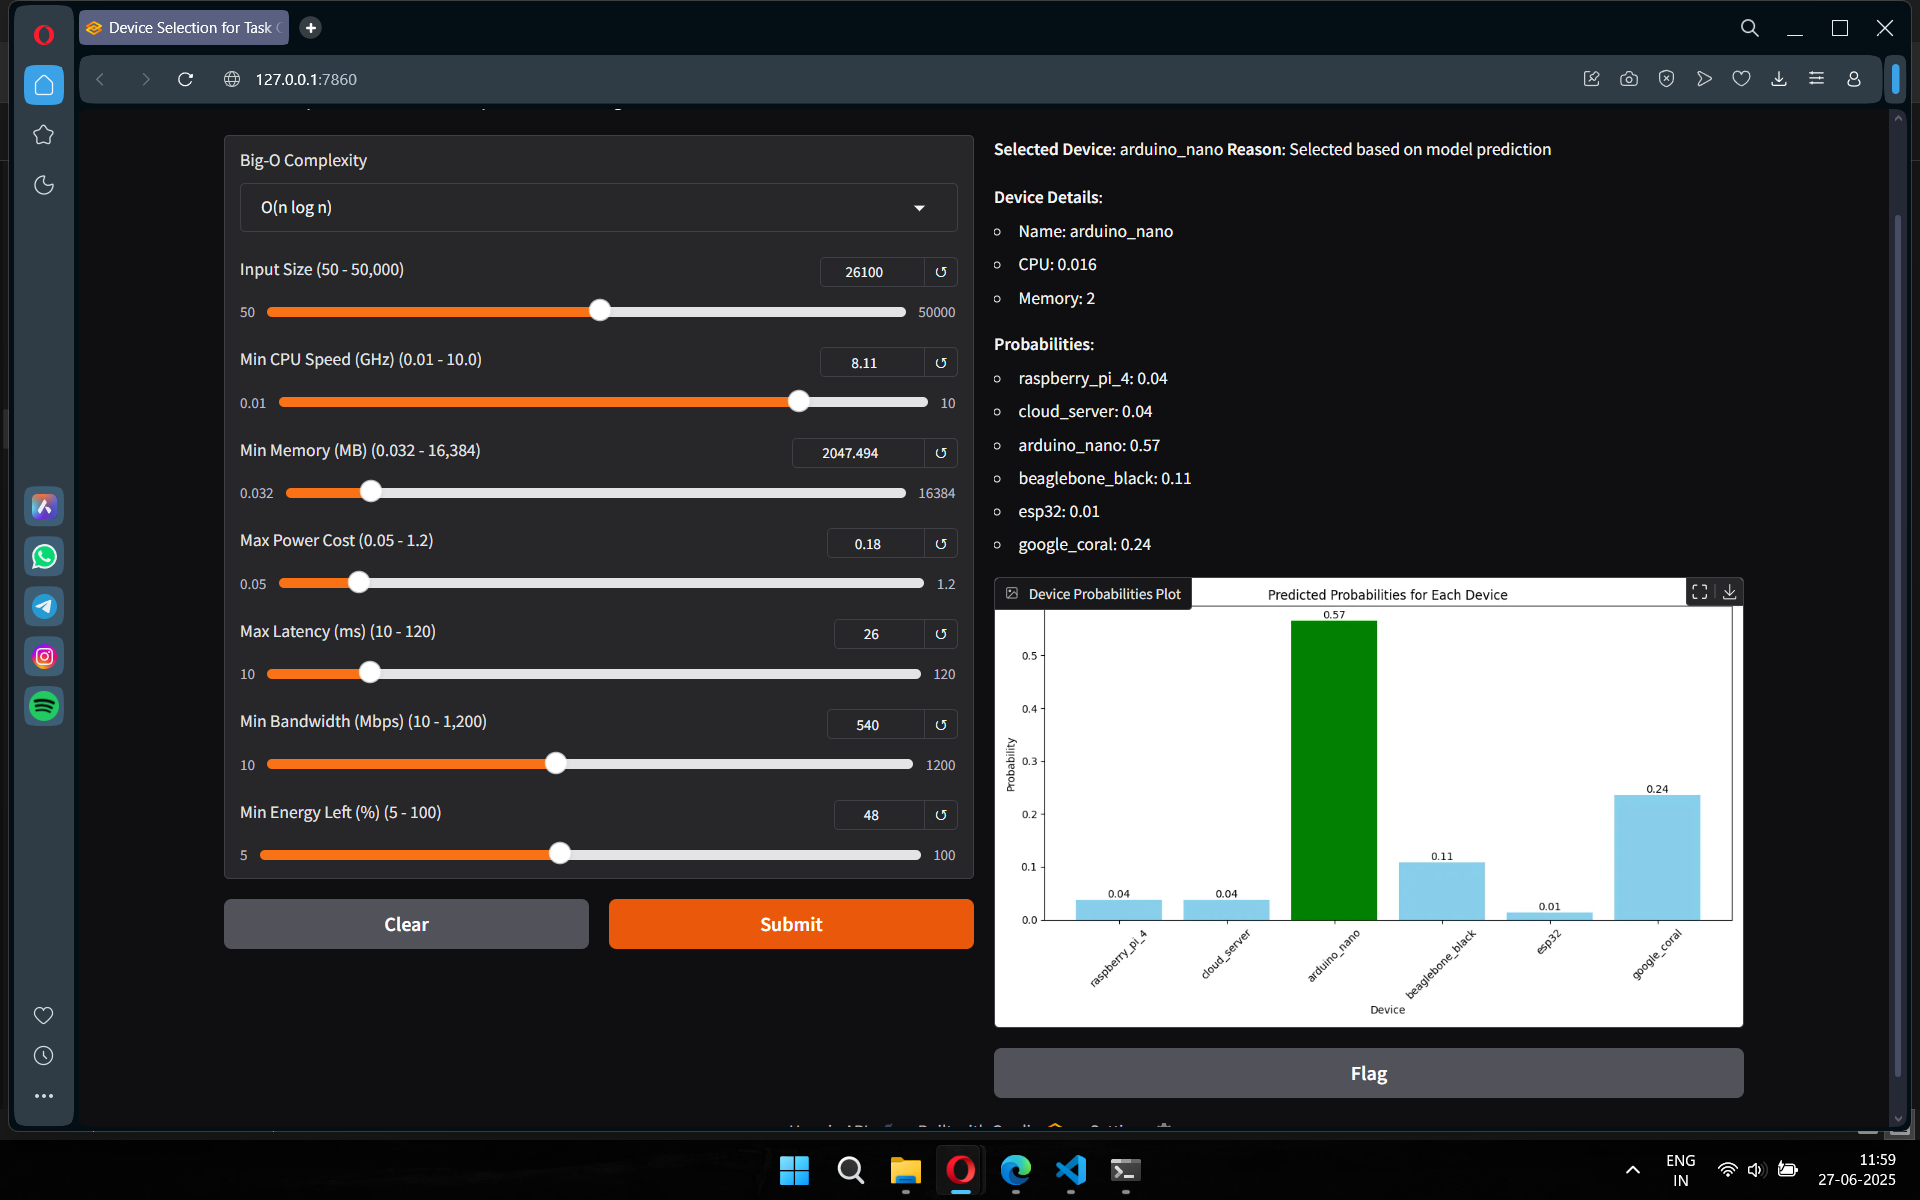 Device Selection for Task
127.0.0.1:7860
Big-O Complexity
O(n log n)
Input Size (50 - 50,000)
26100
50
50000
Min CPU Speed (GHz) (0.01 - 10.0)
8.11
0.01
10
Min Memory (MB) (0.032 - 16,384)
2047.494
0.032
16384
Max Power Cost (0.05 - 1.2)
0.18
0.05
1.2
Max Latency (ms) (10 - 120)
26
10
120
Min Bandwidth (Mbps) (10 - 1,200)
540
10
1200
Min Energy Left (%) (5 - 100)
48
5
100
Clear
Submit
Selected Device: arduino_nano Reason: Selected based on model prediction
Device Details:
Name: arduino_nano
CPU: 0.016
Memory: 2
Probabilities:
raspberry_pi_4: 0.04
cloud_server: 0.04
arduino_nano: 0.57
beaglebone_black: 0.11
esp32: 0.01
google_coral: 0.24
Device Probabilities Plot
Predicted Probabilities for Each Device
0.57
0.5
0.4
0.3
0.24
0.2
0.11
0.1
0.04
0.04
0.01
0.0
Probability
raspberry_pi_4
cloud_server
arduino_nano
beaglebone_black
esp32
google_coral
Device
Flag
ENG
IN
11:59
27-06-2025